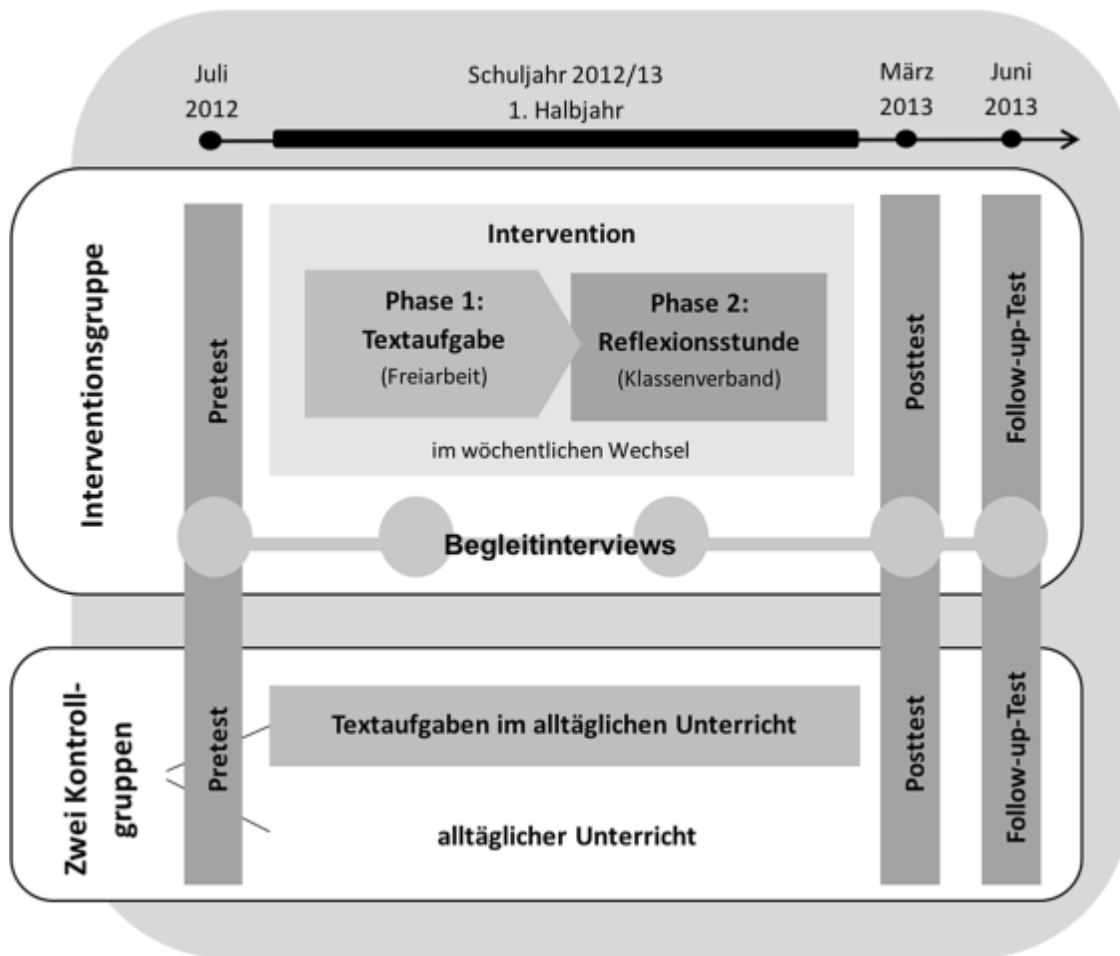 Juli
2012
Schuljahr 2012/13
1. Halbjahr
März
2013
Juni
2013
Interventionsgruppe
Pretest
Intervention
Phase 1:
Textaufgabe
(Freiarbeit)
Phase 2:
Reflexionsstunde
(Klassenverband)
im wöchentlichen Wechsel
Posttest
Follow-up-Test
Begleitinterviews
Zwei Kontroll-
gruppen
Pretest
Textaufgaben im alltäglichen Unterricht
alltäglicher Unterricht
Posttest
Follow-up-Test